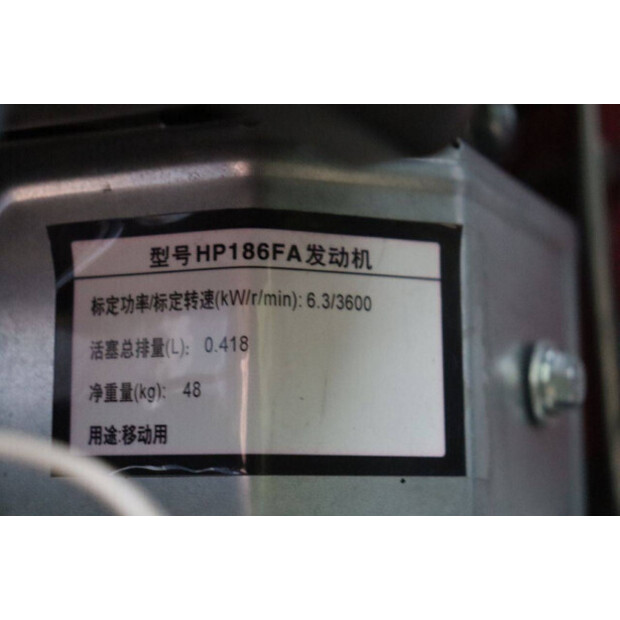 型号HP186FA发动机
标定功率/标定转速(kW/r/min): 6.3/3600
活塞总排量(L): 0.418
净重量(kg): 48
用途:移动用